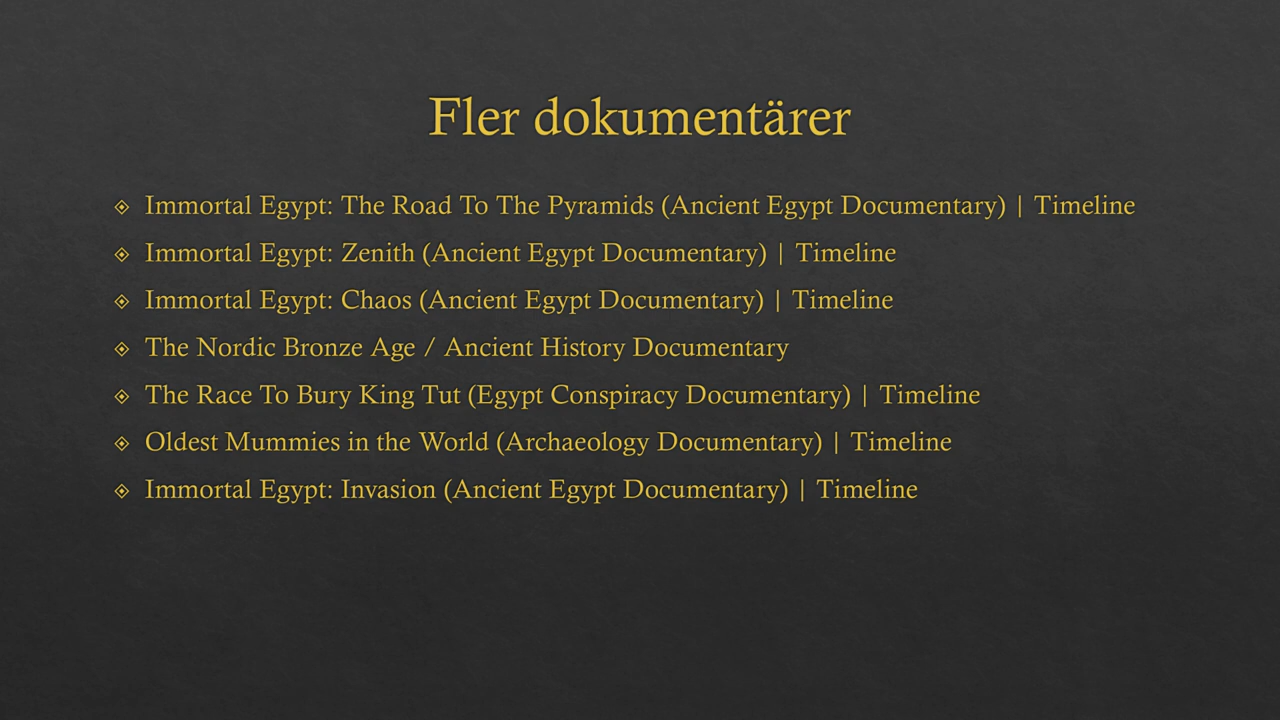 Fler dokumentärer
Immortal Egypt: The Road To The Pyramids (Ancient Egypt Documentary) | Timeline
Immortal Egypt: Zenith (Ancient Egypt Documentary) | Timeline
Immortal Egypt: Chaos (Ancient Egypt Documentary) | Timeline
The Nordic Bronze Age / Ancient History Documentary
The Race To Bury King Tut (Egypt Conspiracy Documentary) | Timeline
Oldest Mummies in the World (Archaeology Documentary) | Timeline
Immortal Egypt: Invasion (Ancient Egypt Documentary) | Timeline